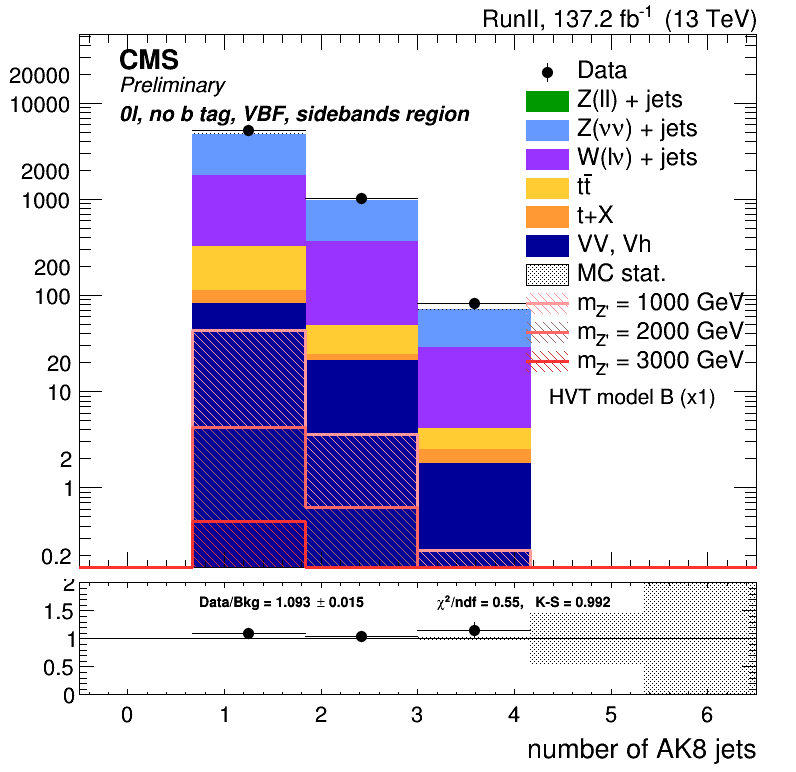 RunII, 137.2 fb⁻¹ (13 TeV)
CMS
Preliminary
0l, no b tag, VBF, sidebands region
Data
Z(ll) + jets
Z(νν) + jets
W(lν) + jets
tt̄
t+X
VV, Vh
MC stat.
m_Z' = 1000 GeV
m_Z' = 2000 GeV
m_Z' = 3000 GeV
HVT model B (x1)
20000
10000
2000
1000
200
100
20
10
2
1
0.2
2
1.5
1
0.5
0
Data/Bkg = 1.093 ± 0.015
χ²/ndf = 0.55, K-S = 0.992
0 1 2 3 4 5 6
number of AK8 jets